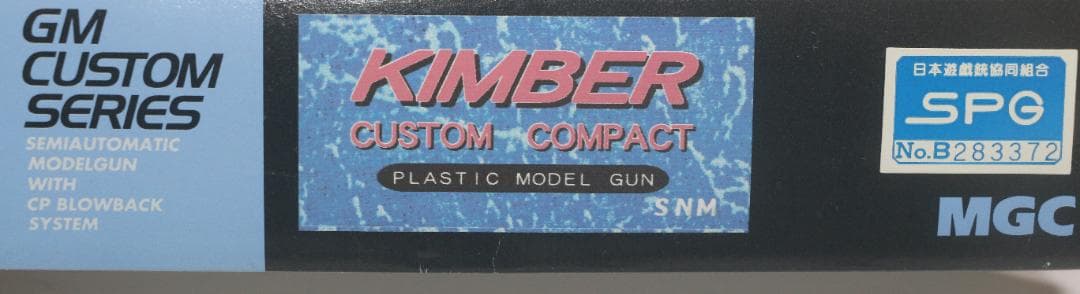 GM
CUSTOM
SERIES
SEMIAUTOMATIC
MODELGUN
WITH
CP BLOWBACK
SYSTEM
KIMBER
CUSTOM COMPACT
PLASTIC MODEL GUN
SNM
日本遊戯銃協同組合
SPG
No.B283372
MGC